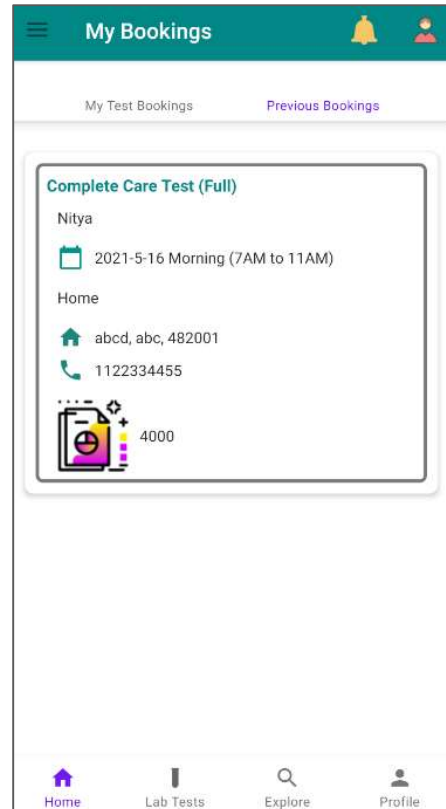 My Bookings
My Test Bookings Previous Bookings
Complete Care Test (Full)
Nitya
2021-5-16 Morning (7AM to 11AM)
Home
abcd, abc, 482001
1122334455
4000
Home Lab Tests Explore Profile